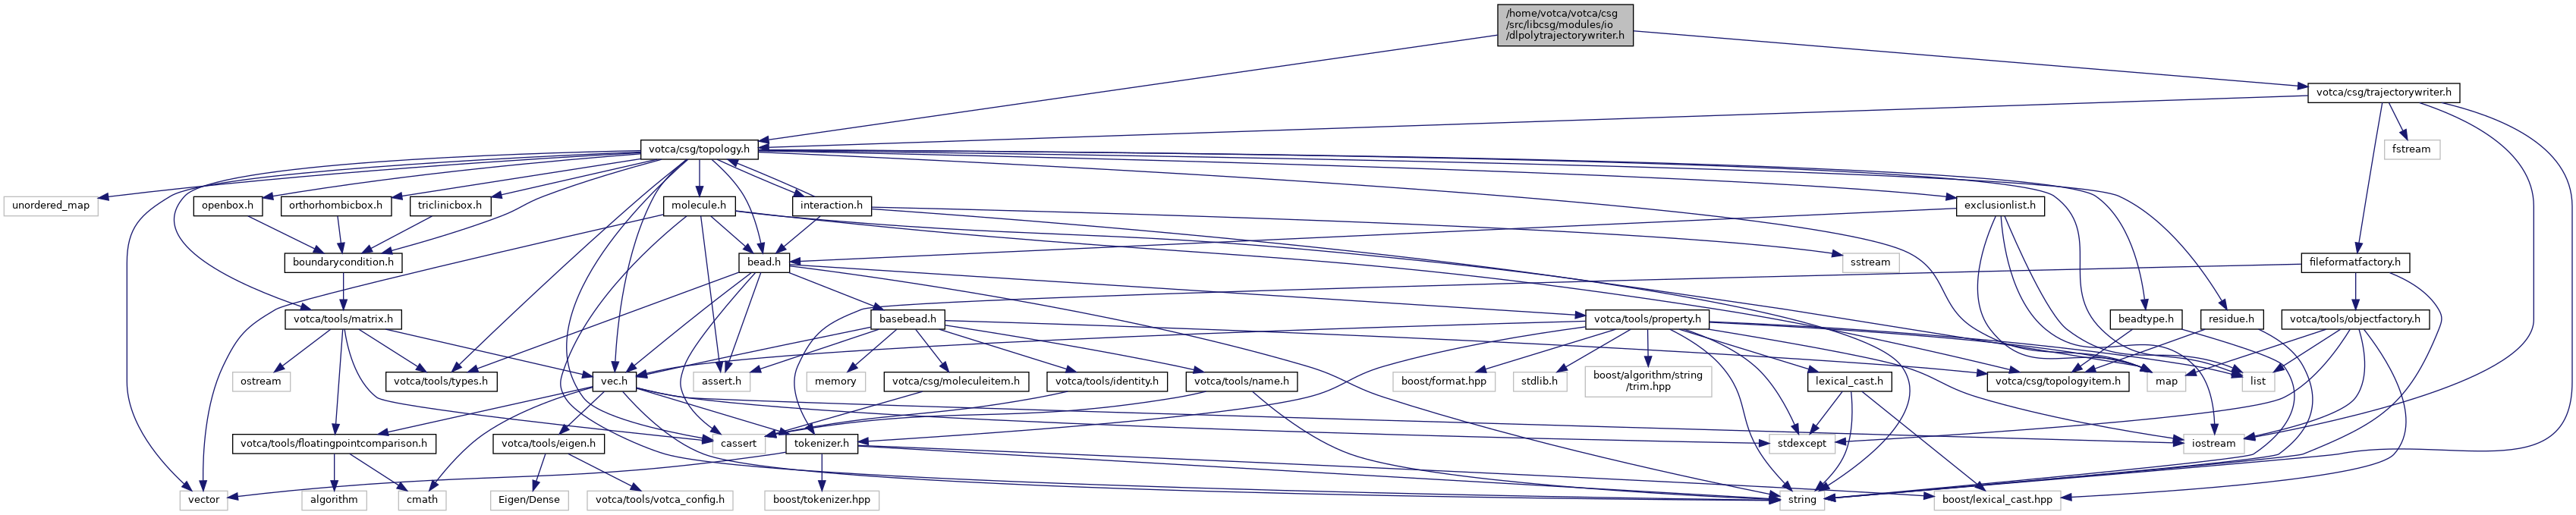 /home/votca/votca/csg
/src/libcsg/modules/io
/dlpolytrajectorywriter.h
votca/csg/trajectorywriter.h
votca/csg/topology.h
fstream
unordered_map
openbox.h
orthorhombicbox.h
triclinicbox.h
molecule.h
interaction.h
exclusionlist.h
boundarycondition.h
bead.h
sstream
fileformatfactory.h
votca/tools/matrix.h
basebead.h
votca/tools/property.h
beadtype.h
residue.h
votca/tools/objectfactory.h
ostream
votca/tools/types.h
vec.h
assert.h
memory
votca/csg/moleculeitem.h
votca/tools/identity.h
votca/tools/name.h
boost/format.hpp
stdlib.h
boost/algorithm/string
/trim.hpp
lexical_cast.h
votca/csg/topologyitem.h
map
list
votca/tools/floatingpointcomparison.h
votca/tools/eigen.h
cassert
tokenizer.h
stdexcept
iostream
vector
algorithm
cmath
Eigen/Dense
votca/tools/votca_config.h
boost/tokenizer.hpp
string
boost/lexical_cast.hpp